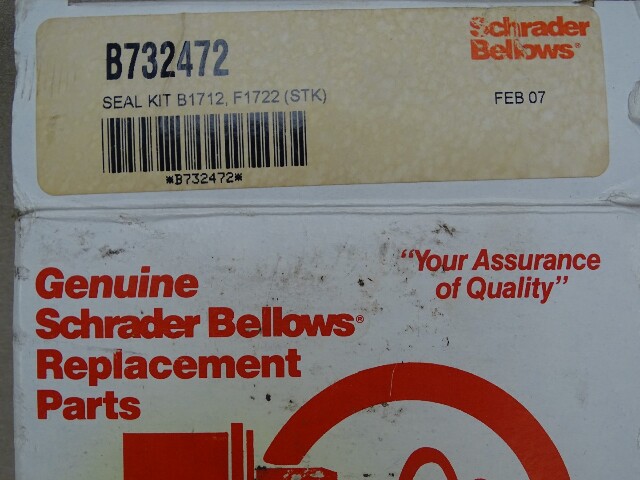 B732472
Schrader
Bellows®
SEAL KIT B1712, F1722 (STK)
FEB 07
*B732472*
"Your Assurance
of Quality"
Genuine
Schrader Bellows®
Replacement
Parts